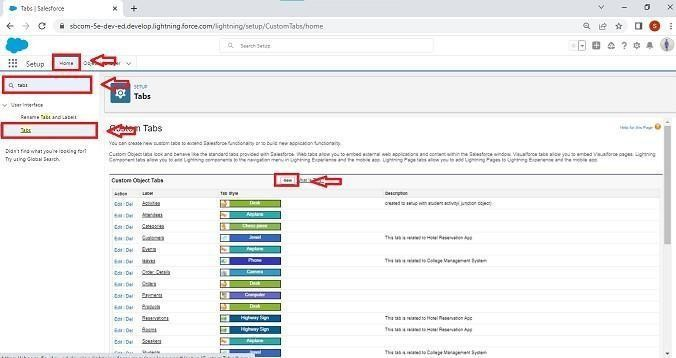 Tabs | Salesforce
sbcom-5e-dev-ed.develop.lightning.force.com/lightning/setup/CustomTabs/home
Search Setup
S
Setup
Home
tabs
User Interface
Rename Tabs and Labels
Tabs
Didn't find what you're looking for?
Try using Global Search.
SETUP
Tabs
Custom Tabs
Help for this Page
You can create new custom tabs to extend Salesforce functionality or to build new application functionality.
Custom Object tabs look and behave like the standard tabs provided with Salesforce. Web tabs allow you to embed external web applications and content within the Salesforce window. Visualforce tabs allow you to embed Visualforce pages. Lightning
Component tabs allow you to add Lightning components to the navigation menu in Lightning Experience and the mobile app. Lightning Page tabs allow you to add Lightning Pages to Lightning Experience and the mobile app.
Custom Object Tabs
New
Action Label Tab Style Description
Edit | Del Activities Desk created to setup with student activity( junction object)
Edit | Del Attendees Airplane
Edit | Del Categories Chess piece
Edit | Del Customers Jewel This tab is related to Hotel Reservation App
Edit | Del Events Airplane
Edit | Del Phone This tab is related to College Management System
Edit | Del Order_Details Camera
Edit | Del Orders Desk
Edit | Del Payments Computer
Edit | Del Products Desk
Edit | Del Reservations Highway Sign This tab is related to Hotel Reservation App
Edit | Del Rooms Highway Sign This tab is related to Hotel Reservation App
Edit | Del Speakers Airplane
Students Jewel This tab is related to College Management System